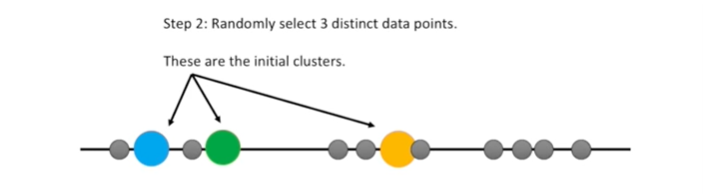 Step 2: Randomly select 3 distinct data points.
These are the initial clusters.